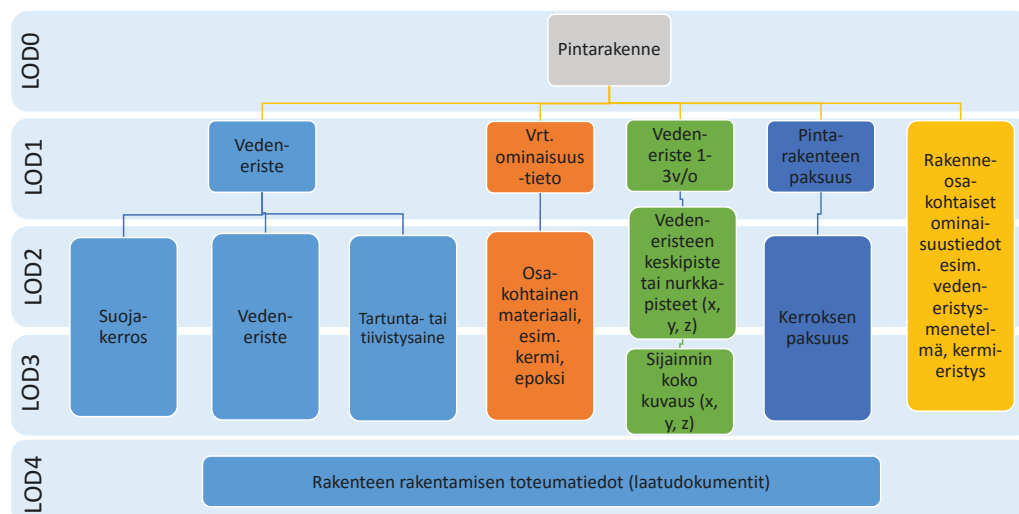 LOD0
Pintarakenne
LOD1
Veden-
eriste
Vrt.
ominaisuus
-tieto
Veden-
eriste 1-
3v/o
Pinta-
rakenteen
paksuus
Rakenne-
osa-
kohtaiset
ominai-
suustiedot
esim.
veden-
eristys-
menetel-
mä, kermi-
eristys
LOD2
Suoja-
kerros
Veden-
eriste
Tartunta- tai
tiivistysaine
Osa-
kohtainen
materiaali,
esim.
kermi,
epoksi
Veden-
eristeen
keskipiste
tai nurkka-
pisteet (x,
y, z)
Kerroksen
paksuus
LOD3
Sijainnin
koko
kuvaus (x,
y, z)
LOD4
Rakenteen rakentamisen toteumatiedot (laatudokumentit)